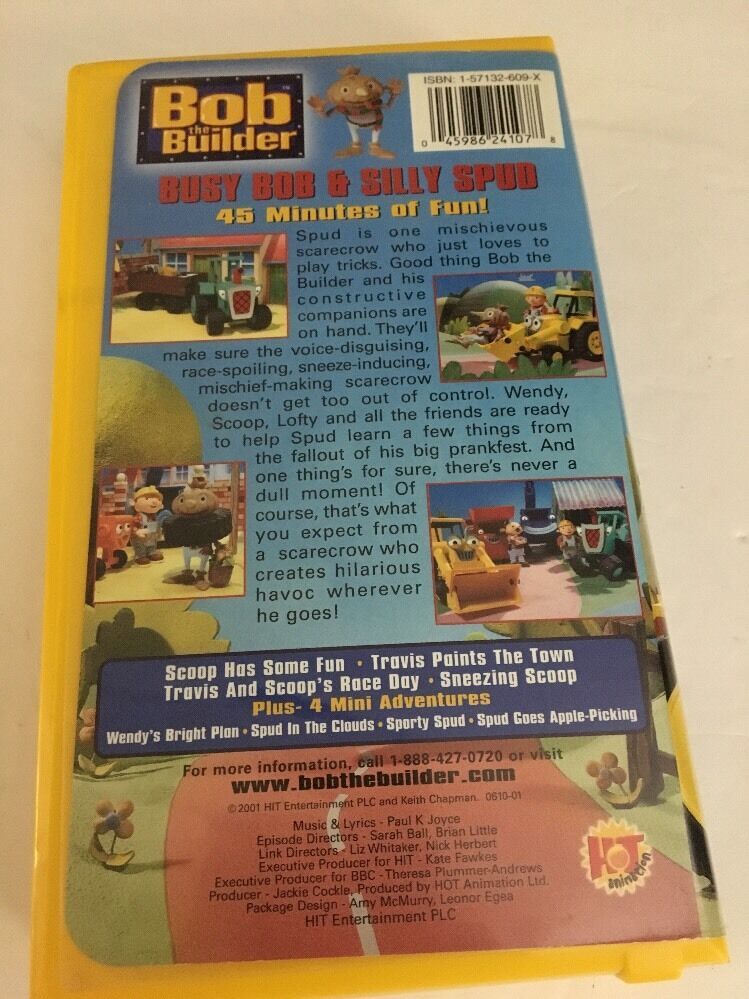 Bob
the
Builder™
ISBN: 1-57132-609-X
0 45986 24107 8
BUSY BOB & SILLY SPUD
45 Minutes of Fun!
Spud is one mischievous
scarecrow who just loves to
play tricks. Good thing Bob the
Builder and his
constructive
companions are
on hand. They'll
make sure the voice-disguising,
race-spoiling, sneeze-inducing,
mischief-making scarecrow
doesn't get too out of control. Wendy,
Scoop, Lofty and all the friends are ready
to help Spud learn a few things from
the fallout of his big prankfest. And
one thing's for sure, there's never a
dull moment! Of
course, that's what
you expect from
a scarecrow who
creates hilarious
havoc wherever
he goes!
Scoop Has Some Fun • Travis Paints The Town
Travis And Scoop's Race Day • Sneezing Scoop
Plus- 4 Mini Adventures
Wendy's Bright Plan • Spud In The Clouds • Sporty Spud • Spud Goes Apple-Picking
For more information, call 1-888-427-0720 or visit
www.bobthebuilder.com
©2001 HIT Entertainment PLC and Keith Chapman. 0610-01
Music & Lyrics - Paul K Joyce
Episode Directors - Sarah Ball, Brian Little
Link Directors - Liz Whitaker, Nick Herbert
Executive Producer for HIT - Kate Fawkes
Executive Producer for BBC - Theresa Plummer-Andrews
Producer - Jackie Cockle, Produced by HOT Animation Ltd.
Package Design - Amy McMurry, Leonor Egea
HIT Entertainment PLC
HOT
animation